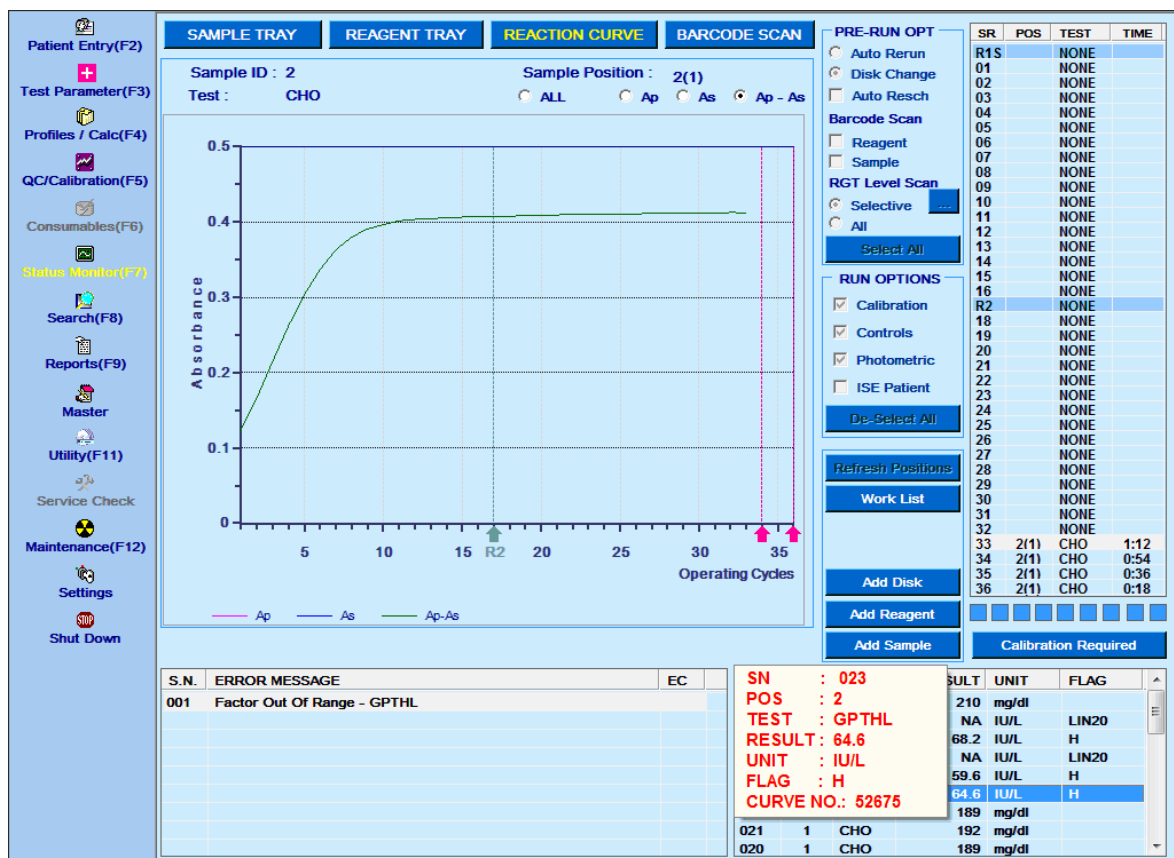 Patient Entry(F2)
Test Parameter(F3)
Profiles / Calc(F4)
QC/Calibration(F5)
Consumables(F6)
Status Monitor(F7)
Search(F8)
Reports(F9)
Master
Utility(F11)
Service Check
Maintenance(F12)
Settings
STOP
Shut Down
SAMPLE TRAY REAGENT TRAY REACTION CURVE BARCODE SCAN
Sample ID : 2 Sample Position : 2(1)
Test : CHO ALL Ap As Ap - As
0.5
0.4
0.3
0.2
0.1
0
Absorbance
5 10 15 R2 20 25 30 35
Operating Cycles
Ap As Ap-As
PRE-RUN OPT
Auto Rerun
Disk Change
Auto Resch
Barcode Scan
Reagent
Sample
RGT Level Scan
Selective ...
All
Select All
RUN OPTIONS
Calibration
Controls
Photometric
ISE Patient
De-Select All
Refresh Positions
Work List
Add Disk
Add Reagent
Add Sample
SR POS TEST TIME
R1S NONE
01 NONE
02 NONE
03 NONE
04 NONE
05 NONE
06 NONE
07 NONE
08 NONE
09 NONE
10 NONE
11 NONE
12 NONE
13 NONE
14 NONE
15 NONE
16 NONE
R2 NONE
18 NONE
19 NONE
20 NONE
21 NONE
22 NONE
23 NONE
24 NONE
25 NONE
26 NONE
27 NONE
28 NONE
29 NONE
30 NONE
31 NONE
32 NONE
33 2(1) CHO 1:12
34 2(1) CHO 0:54
35 2(1) CHO 0:36
36 2(1) CHO 0:18
Calibration Required
S.N. ERROR MESSAGE EC
001 Factor Out Of Range - GPTHL
SN : 023
POS : 2
TEST : GPTHL
RESULT : 64.6
UNIT : IU/L
FLAG : H
CURVE NO.: 52675
SULT UNIT FLAG
210 mg/dl
NA IU/L LIN20
68.2 IU/L H
NA IU/L LIN20
59.6 IU/L H
64.6 IU/L H
189 mg/dl
021 1 CHO 192 mg/dl
020 1 CHO 189 mg/dl